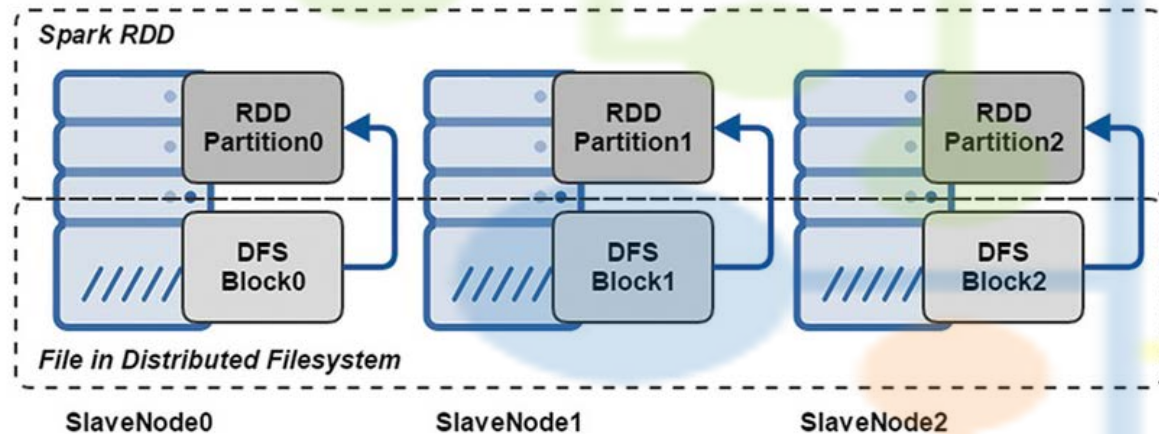 Spark RDD
RDD
Partition0
RDD
Partition1
RDD
Partition2
DFS
Block0
DFS
Block1
DFS
Block2
File in Distributed Filesystem
SlaveNode0
SlaveNode1
SlaveNode2